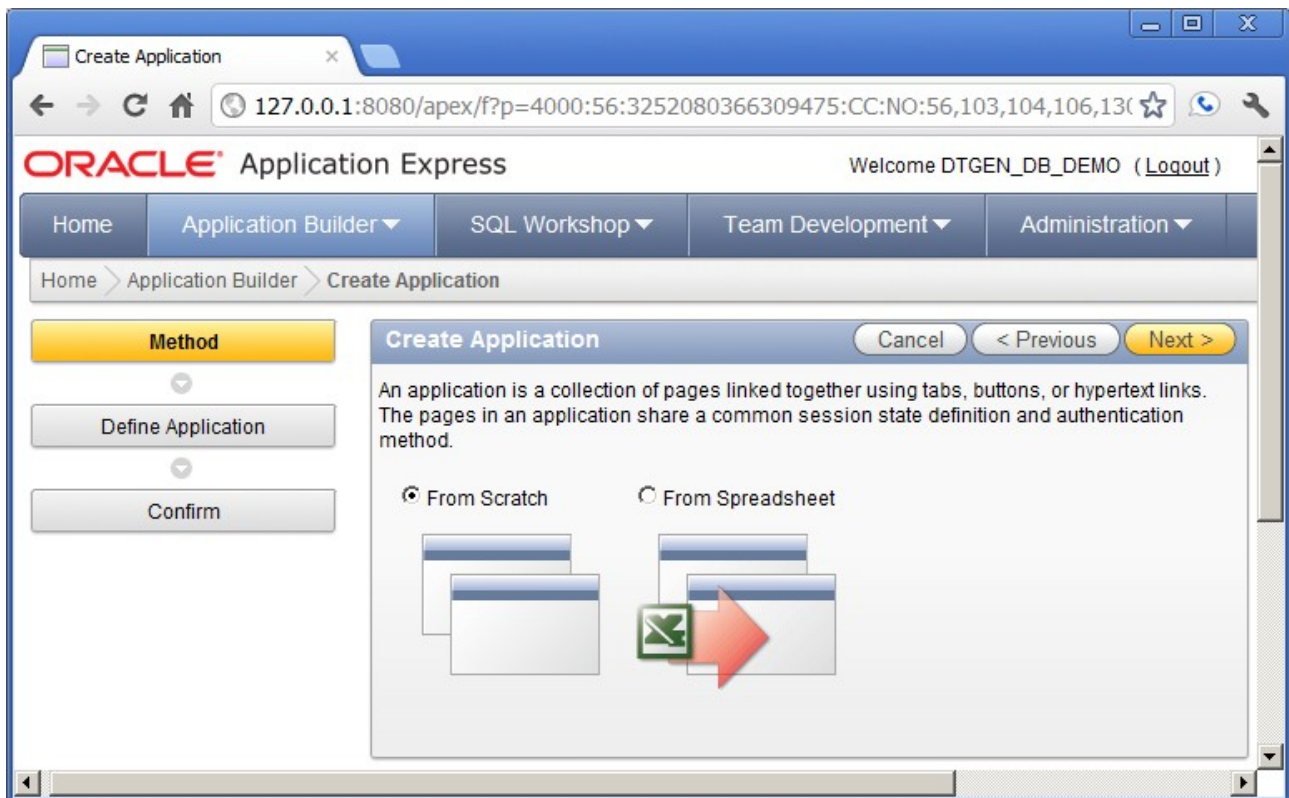 Create Application
127.0.0.1:8080/apex/f?p=4000:56:3252080366309475:CC:NO:56,103,104,106,130
ORACLE Application Express
Welcome DTGEN_DB_DEMO ( Logout )
Home Application Builder SQL Workshop Team Development Administration
Home Application Builder Create Application
Method
Define Application
Confirm
Create Application Cancel < Previous Next >
An application is a collection of pages linked together using tabs, buttons, or hypertext links.
The pages in an application share a common session state definition and authentication
method.
From Scratch From Spreadsheet